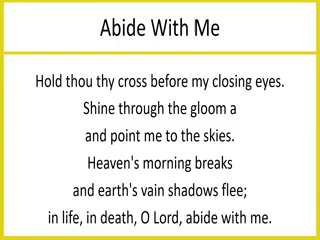 Abide With Me
Hold thou thy cross before my closing eyes.
Shine through the gloom a
and point me to the skies.
Heaven's morning breaks
and earth's vain shadows flee;
in life, in death, O Lord, abide with me.